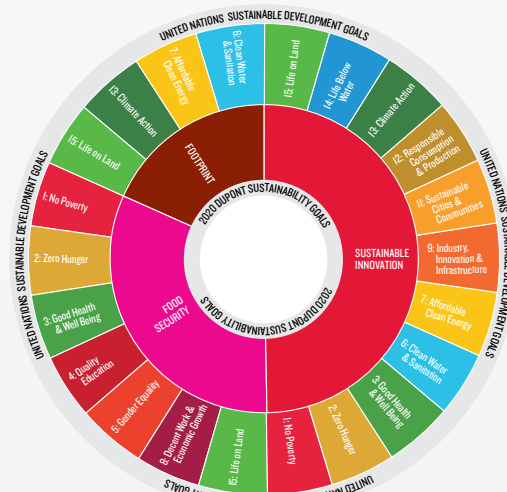 UNITED NATIONS SUSTAINABLE DEVELOPMENT GOALS
15: Life on Land
14: Life Below
Water
13: Climate Action
12: Responsible
Consumption
& Production
11: Sustainable
Cities &
Communities
9: Industry,
Innovation &
Infrastructure
7: Affordable
Clean Energy
6: Clean Water
& Sanitation
3: Good Health
& Well Being
2: Zero Hunger
1: No Poverty
15: Life on Land
8: Decent Work &
Economic Growth
5: Gender Equality
4: Quality
Education
3: Good Health
& Well Being
2: Zero Hunger
1: No Poverty
15: Life on Land
13: Climate Action
7: Affordable
Clean Energy
6: Clean Water
& Sanitation
UNITED NATIONS SUSTAINABLE DEVELOPMENT GOALS
UNITED NATIONS SUSTAINABLE DEVELOPMENT GOALS
UNITED NA
T GOALS
FOOTPRINT
SUSTAINABLE
INNOVATION
FOOD
SECURITY
2020 DUPONT SUSTAINABILITY GOALS
2020 DUPONT SUSTAINABILITY GOALS